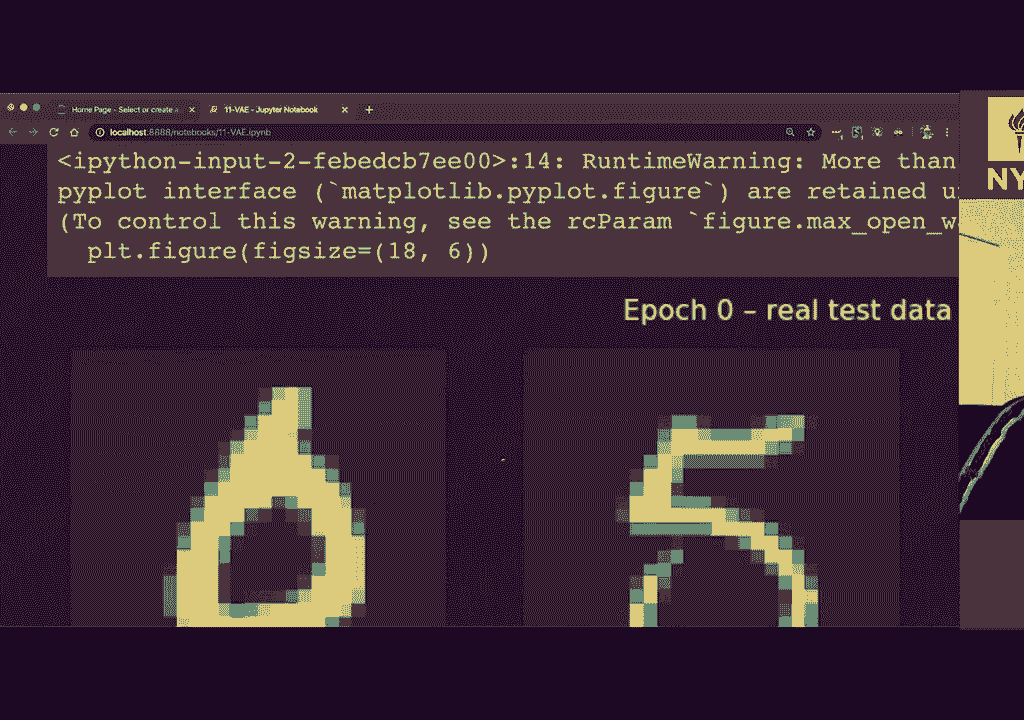 Home Page - Select or create a
11-VAE - Jupyter Notebook
localhost:8888/notebooks/11-VAE.ipynb
<ipython-input-2-febedcb7ee00>:14: RuntimeWarning: More than
pyplot interface (`matplotlib.pyplot.figure`) are retained u
(To control this warning, see the rcParam `figure.max_open_w
plt.figure(figsize=(18, 6))
Epoch 0 – real test data
NY